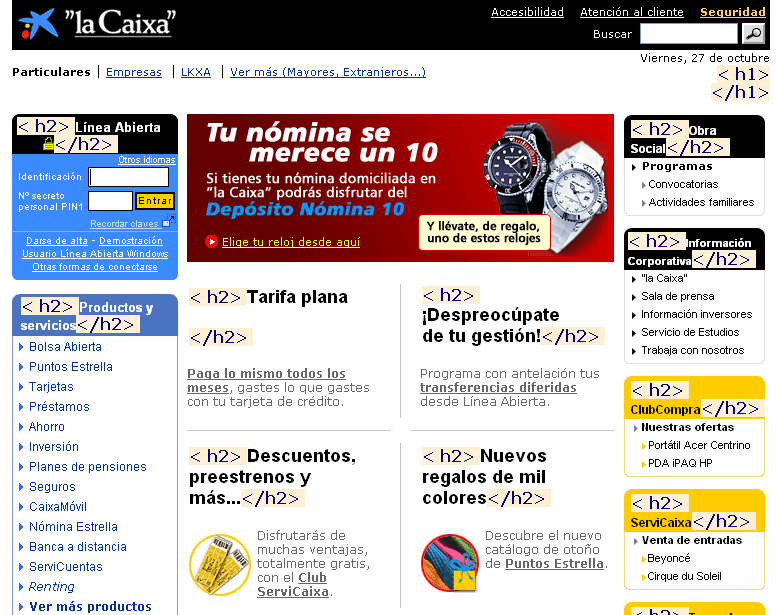 "la Caixa"
Accesibilidad Atención al cliente Seguridad
Buscar
Viernes, 27 de octubre
Particulares | Empresas | LKXA | Ver más (Mayores, Extranjeros...)
<h1>
</h1>
<h2>Línea Abierta
</h2>
Otros idiomas
Identificación
Nº secreto
personal PIN1 Entrar
Recordar claves
Darse de alta - Demostración
Usuario Línea Abierta Windows
Otras formas de conectarse
<h2>Productos y
servicios</h2>
Bolsa Abierta
Puntos Estrella
Tarjetas
Préstamos
Ahorro
Inversión
Planes de pensiones
Seguros
CaixaMóvil
Nómina Estrella
Banca a distancia
ServiCuentas
Renting
Ver más productos
Tu nómina se
merece un 10
Si tienes tu nómina domiciliada en
"la Caixa" podrás disfrutar del
Depósito Nómina 10
Elige tu reloj desde aquí
Y llévate, de regalo,
uno de estos relojes
<h2>Tarifa plana
</h2>
Paga lo mismo todos los
meses, gastes lo que gastes
con tu tarjeta de crédito.
<h2>
¡Despreocúpate
de tu gestión!</h2>
Programa con antelación tus
transferencias diferidas
desde Línea Abierta.
<h2>Descuentos,
preestrenos y
más...</h2>
Disfrutarás de
muchas ventajas,
totalmente gratis,
con el Club
ServiCaixa.
<h2>Nuevos
regalos de mil
colores</h2>
Descubre el nuevo
catálogo de otoño
de Puntos Estrella.
<h2>Obra
Social</h2>
Programas
Convocatorias
Actividades familiares
<h2>Información
Corporativa</h2>
"la Caixa"
Sala de prensa
Información inversores
Servicio de Estudios
Trabaja con nosotros
<h2>
ClubCompra</h2>
Nuestras ofertas
Portátil Acer Centrino
PDA iPAQ HP
<h2>
ServiCaixa</h2>
Venta de entradas
Beyoncé
Cirque du Soleil